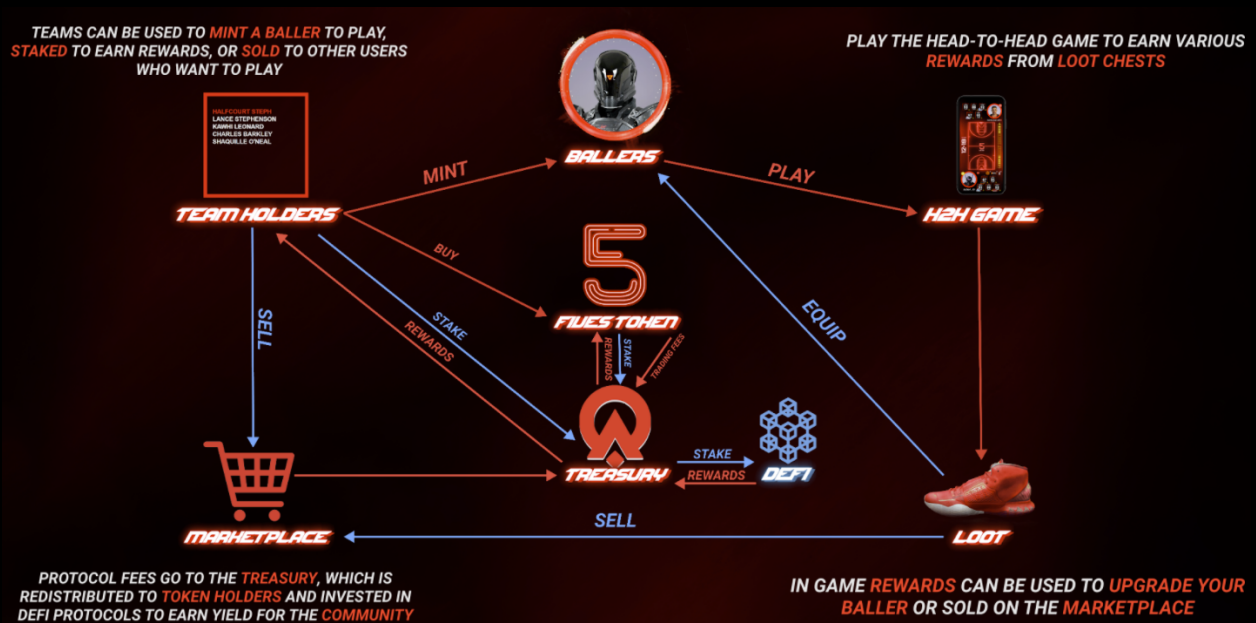 TEAMS CAN BE USED TO MINT A BALLER TO PLAY,
STAKED TO EARN REWARDS, OR SOLD TO OTHER USERS
WHO WANT TO PLAY
PLAY THE HEAD-TO-HEAD GAME TO EARN VARIOUS
REWARDS FROM LOOT CHESTS
HALFCOURT STEPH
LANCE STEPHENSON
KAWHI LEONARD
CHARLES BARKLEY
SHAQUILLE O'NEAL
BALLERS
MINT
PLAY
TEAM HOLDERS
H2H GAME
BUY
5
FIVES TOKEN
SELL
STAKE
REWARDS
EQUIP
REWARDS
STAKE
TRADING FEES
STAKE
REWARDS
TREASURY
DEFI
SELL
MARKETPLACE
LOOT
PROTOCOL FEES GO TO THE TREASURY, WHICH IS
REDISTRIBUTED TO TOKEN HOLDERS AND INVESTED IN
DEFI PROTOCOLS TO EARN YIELD FOR THE COMMUNITY
IN GAME REWARDS CAN BE USED TO UPGRADE YOUR
BALLER OR SOLD ON THE MARKETPLACE